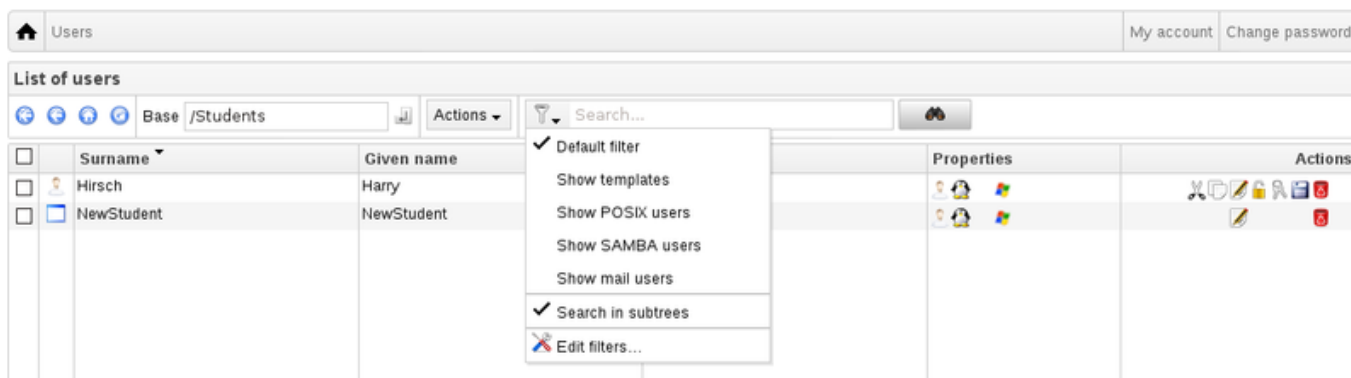 Users My account Change password
List of users
Base /Students Actions Search...
Surname Given name Properties Actions
Hirsch Harry
NewStudent NewStudent
Default filter
Show templates
Show POSIX users
Show SAMBA users
Show mail users
Search in subtrees
Edit filters...